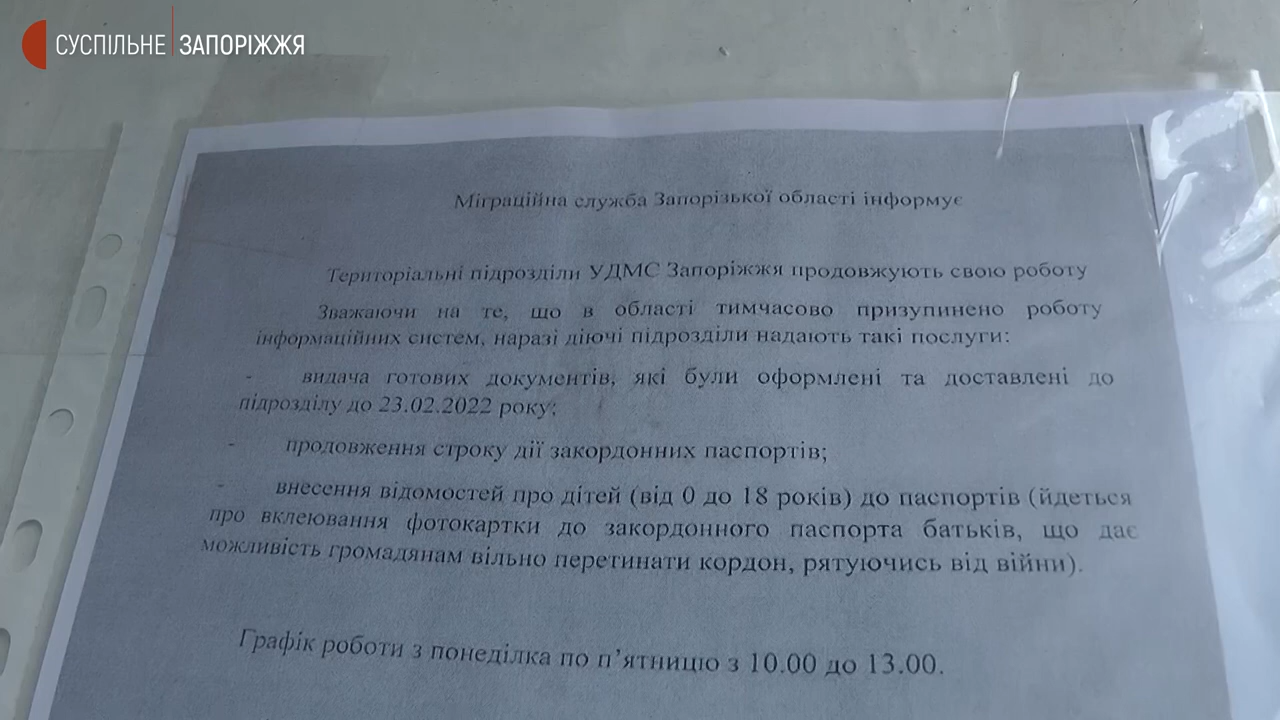 СУСПІЛЬНЕ ЗАПОРІЖЖЯ
Міграційна служба Запорізької області інформує
Територіальні підрозділи УДМС Запоріжжя продовжують свою роботу
Зважаючи на те, що в області тимчасово призупинено роботу
інформаційних систем, наразі діючі підрозділи надають такі послуги:
- видача готових документів, які були оформлені та доставлені до
підрозділу до 23.02.2022 року;
- продовження строку дії закордонних паспортів;
- внесення відомостей про дітей (від 0 до 18 років) до паспортів (йдеться
про вклеювання фотокартки до закордонного паспорта батьків, що дає
можливість громадянам вільно перетинати кордон, рятуючись від війни).
Графік роботи з понеділка по п’ятницю з 10.00 до 13.00.